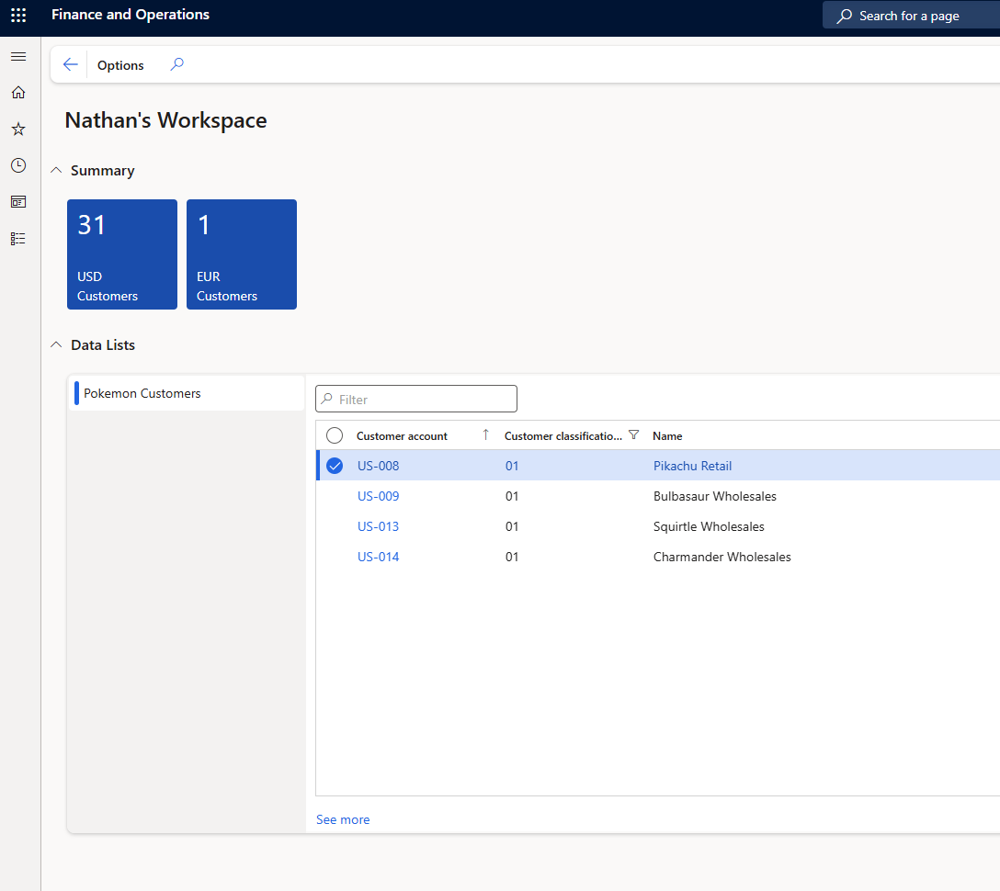 Finance and Operations
Search for a page
Options
Nathan's Workspace
Summary
31
USD
Customers
1
EUR
Customers
Data Lists
Pokemon Customers
Filter
Customer account Customer classificatio... Name
US-008 01 Pikachu Retail
US-009 01 Bulbasaur Wholesales
US-013 01 Squirtle Wholesales
US-014 01 Charmander Wholesales
See more